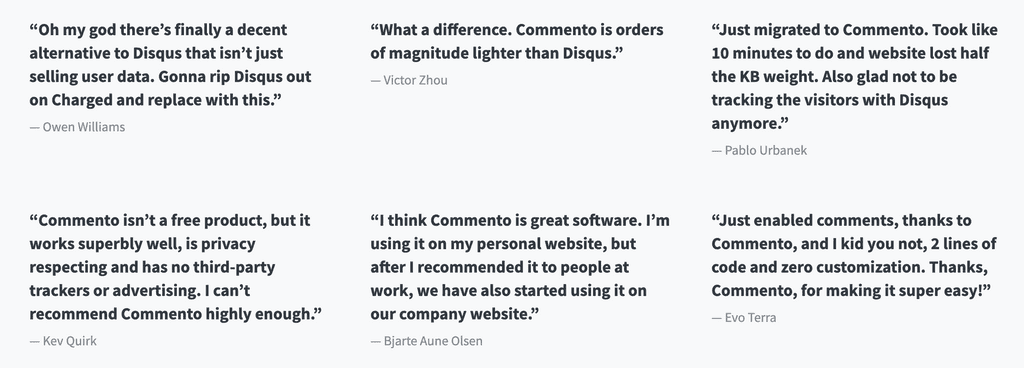 “Oh my god there’s finally a decent
alternative to Disqus that isn’t just
selling user data. Gonna rip Disqus out
on Charged and replace with this.”
— Owen Williams
“What a difference. Commento is orders
of magnitude lighter than Disqus.”
— Victor Zhou
“Just migrated to Commento. Took like
10 minutes to do and website lost half
the KB weight. Also glad not to be
tracking the visitors with Disqus
anymore.”
— Pablo Urbanek
“Commento isn’t a free product, but it
works superbly well, is privacy
respecting and has no third-party
trackers or advertising. I can’t
recommend Commento highly enough.”
— Kev Quirk
“I think Commento is great software. I’m
using it on my personal website, but
after I recommended it to people at
work, we have also started using it on
our company website.”
— Bjarte Aune Olsen
“Just enabled comments, thanks to
Commento, and I kid you not, 2 lines of
code and zero customization. Thanks,
Commento, for making it super easy!”
— Evo Terra